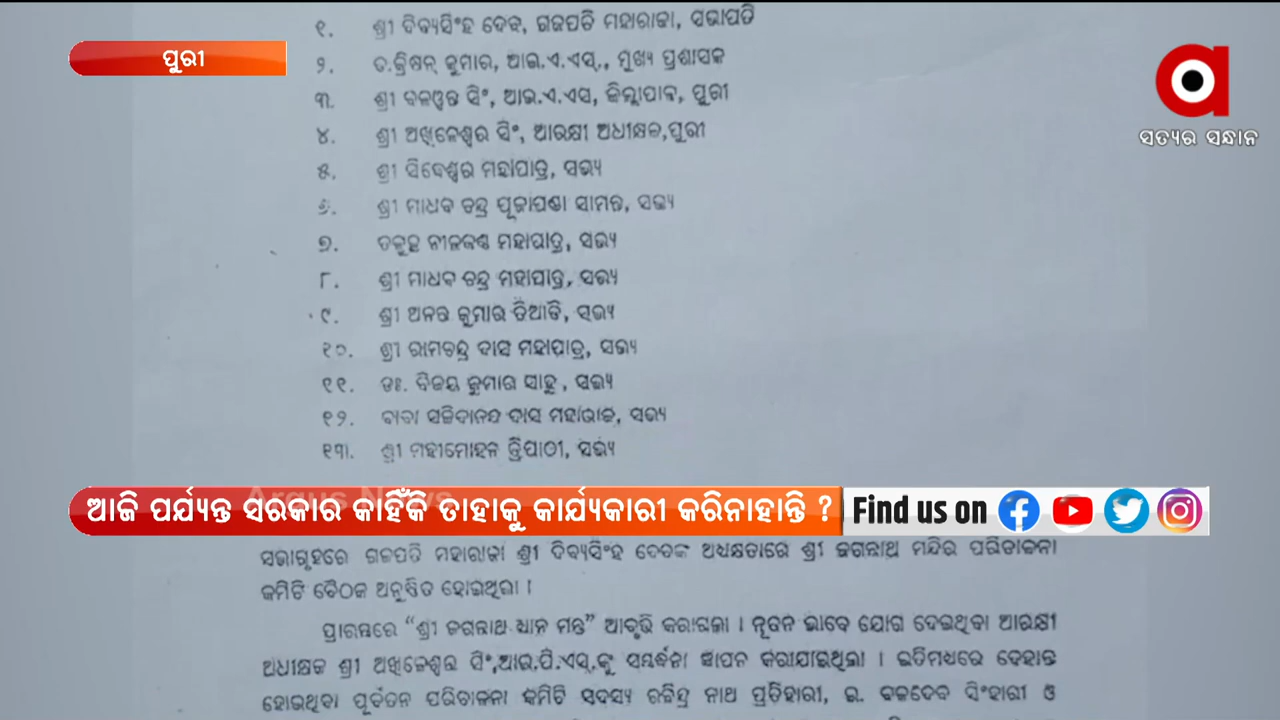 ୧. ଶ୍ରୀ ଦିବ୍ୟସିଂହ ଦେବ, ଗଜପତି ମହାରାଜା, ସଭାପତି
ପୁରୀ
୨. ଡ.କ୍ରିଷନ୍ କୁମାର, ଆଇ.ଏ.ଏସ୍., ମୁଖ୍ୟ ପ୍ରଶାସକ
୩. ଶ୍ରୀ ବଳୱନ୍ତ ସିଂ, ଆଇ.ଏ.ଏସ, ଜିଲ୍ଲାପାଳ, ପୁରୀ
୪. ଶ୍ରୀ ଅଖିଳେଶ୍ୱର ସିଂ, ଆରକ୍ଷୀ ଅଧୀକ୍ଷକ,ପୁରୀ
ସତ୍ୟର ସନ୍ଧାନ
୫. ଶ୍ରୀ ସିଦ୍ଧେଶ୍ୱର ମହାପାତ୍ର, ସଭ୍ୟ
୬. ଶ୍ରୀ ମାଧବ ଚନ୍ଦ୍ର ପୂଜାପଣ୍ଡା ସାମନ୍ତ, ସଭ୍ୟ
୭. ନୀଳକଣ୍ଠ ମହାପାତ୍ର, ସଭ୍ୟ
୮. ଶ୍ରୀ ମାଧବ ଚନ୍ଦ୍ର ମହାପାତ୍ର, ସଭ୍ୟ
୯. ଶ୍ରୀ ଅନନ୍ତ କୁମାର ତିଆଡି, ସଭ୍ୟ
୧୦. ଶ୍ରୀ ରାମଚନ୍ଦ୍ର ଦାସ ମହାପାତ୍ର, ସଭ୍ୟ
୧୧. ଡଃ. ବିଜୟ କୁମାର ସାହୁ, ସଭ୍ୟ
୧୨. ବାବା ସଚ୍ଚିଦାନନ୍ଦ ଦାସ ମହାରାଜ, ସଭ୍ୟ
୧୩. ଶ୍ରୀ ମହୀମୋହନ ତ୍ରିପାଠୀ, ସଭ୍ୟ
Argus News
ଆଜି ପର୍ଯ୍ୟନ୍ତ ସରକାର କାହିଁକି ତାହାକୁ କାର୍ଯ୍ୟକାରୀ କରିନାହାନ୍ତି ? Find us on
ସଭାଗୃହରେ ଗଜପତି ମହାରାଜା ଶ୍ରୀ ଦିବ୍ୟସିଂହ ଦେବଙ୍କ ଅଧ୍ୟକ୍ଷତାରେ ଶ୍ରୀ ଜଗନ୍ନାଥ ମନ୍ଦିର ପରିଚାଳନା
କମିଟି ବୈଠକ ଅନୁଷ୍ଠିତ ହୋଇଥିଲା ।
ପ୍ରାରମ୍ଭରେ “ଶ୍ରୀ ଜଗନ୍ନାଥ ଧ୍ୟାନ ମନ୍ତ୍ର” ଆବୃତ୍ତି କରାଗଲା । ନୂତନ ଭାବେ ଯୋଗ ଦେଇଥିବା ଆରକ୍ଷୀ
ଅଧୀକ୍ଷକ ଶ୍ରୀ ଅଖିଳେଶ୍ୱର ସିଂ,ଆଇ.ପି.ଏସ୍.ଙ୍କୁ ସମ୍ବର୍ଦ୍ଧନା ଜ୍ଞାପନ କରାଯାଇଥିଲା । ଇତିମଧ୍ୟରେ ଦେହାନ୍ତ
ହୋଇଥିବା ପୂର୍ବତନ ପରିଚାଳନା କମିଟି ସଦସ୍ୟ ରବିନ୍ଦ୍ର ନାଥ ପ୍ରତିହାରୀ, ଇ. ବଳଦେବ ସିଂହାରୀ ଓ